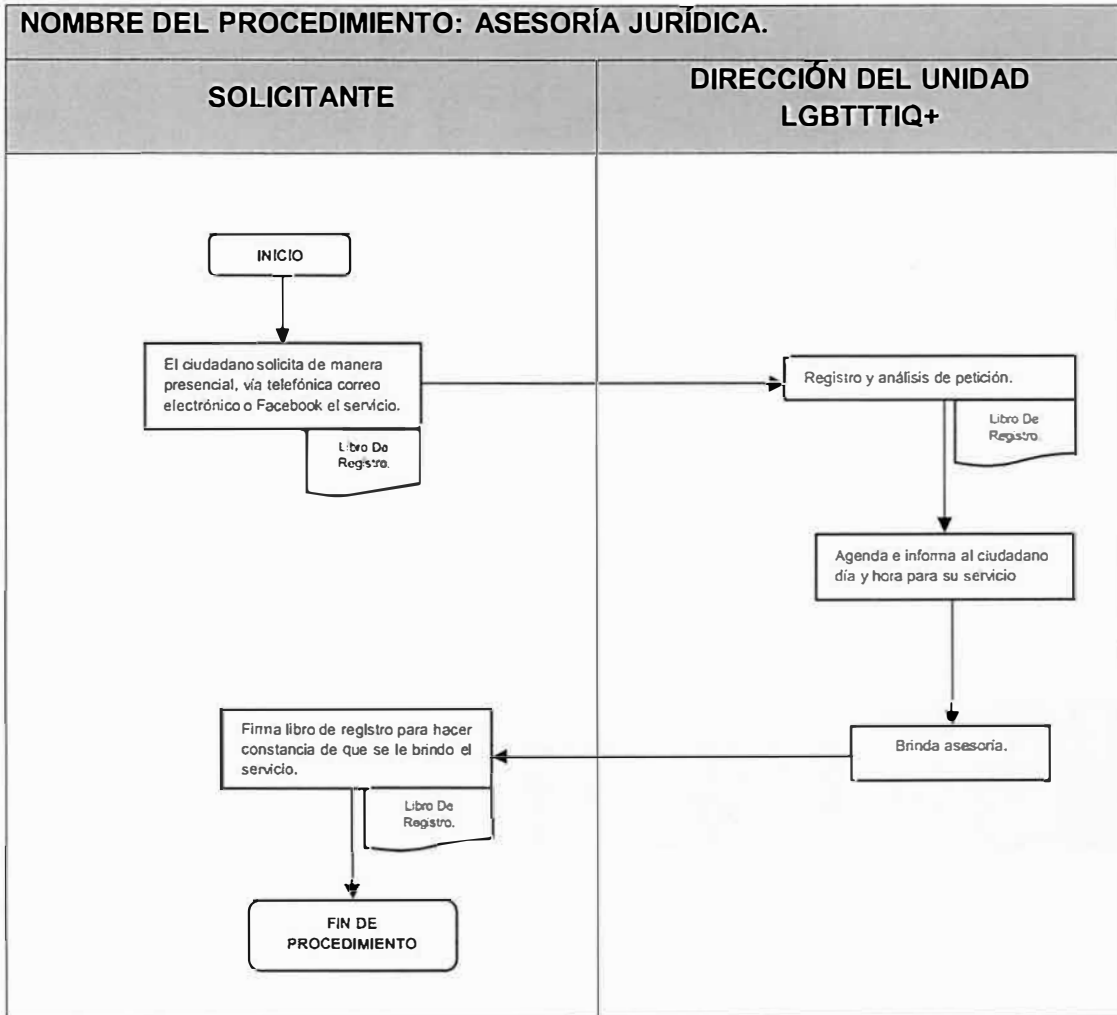 NOMBRE DEL PROCEDIMIENTO: ASESORÍA JURÍDICA.
SOLICITANTE
DIRECCIÓN DEL UNIDAD
LGBTTTIQ+
INICIO
El ciudadano solicita de manera
presencial, vía telefónica correo
electrónico o Facebook el servicio.
Libro De
Registro.
Registro y análisis de petición.
Libro De
Registro.
Agenda e informa al ciudadano
día y hora para su servicio
Brinda asesoría.
Firma libro de registro para hacer
constancia de que se le brindo el
servicio.
Libro De
Registro.
FIN DE
PROCEDIMIENTO